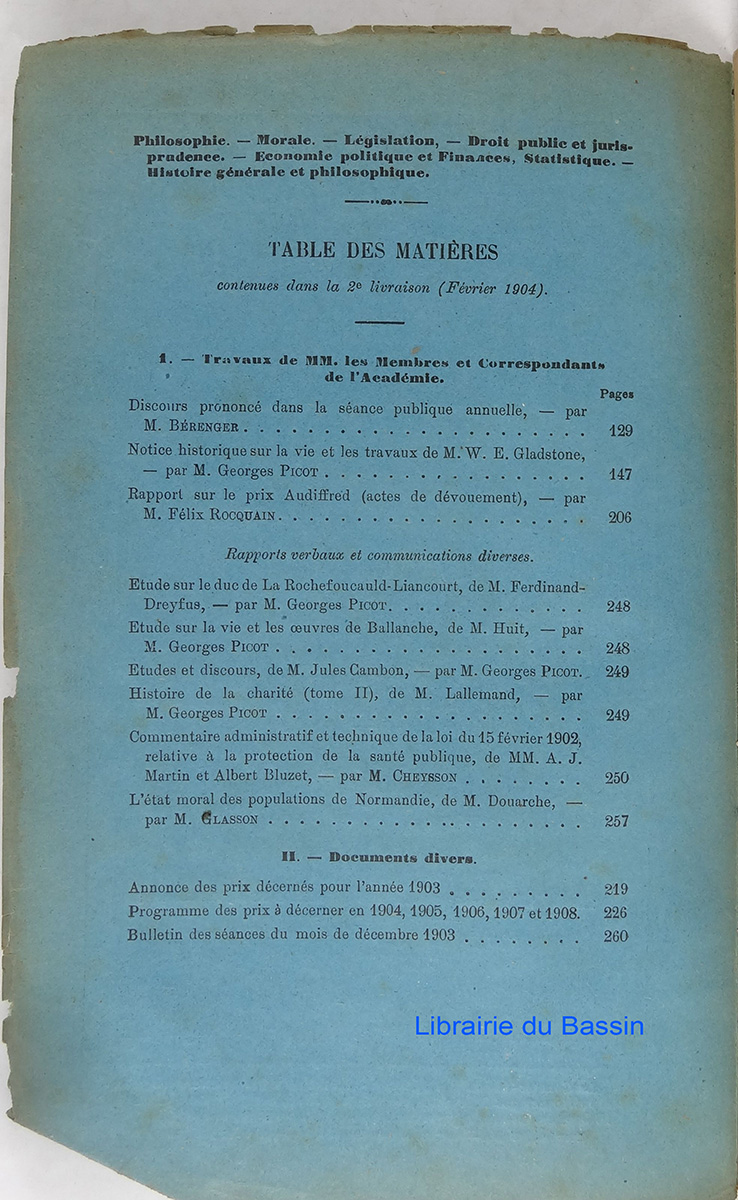 Philosophie. — Morale. — Législation, — Droit public et juris-
prudence. — Economie politique et Finances, Statistique. —
Histoire générale et philosophique.
TABLE DES MATIÈRES
contenues dans la 2e livraison (Février 1904).
I. — Travaux de MM. les Membres et Correspondants
de l'Académie.
Pages
Discours prononcé dans la séance publique annuelle, — par
M. BÉRENGER . . . . . . . . . . . . . . . . . . . . 129
Notice historique sur la vie et les travaux de M. W. E. Gladstone,
— par M. Georges PICOT . . . . . . . . . . . . . . . 147
Rapport sur le prix Audiffred (actes de dévouement), — par
M. Félix ROCQUAIN. . . . . . . . . . . . . . . . . . 206
Rapports verbaux et communications diverses.
Etude sur le duc de La Rochefoucauld-Liancourt, de M. Ferdinand-
Dreyfus, — par M. Georges PICOT. . . . . . . . . . . . 248
Etude sur la vie et les œuvres de Ballanche, de M. Huit, — par
M. Georges PICOT . . . . . . . . . . . . . . . . . . 248
Etudes et discours, de M. Jules Cambon, — par M. Georges PICOT. . 249
Histoire de la charité (tome II), de M. Lallemand, — par
M. Georges PICOT . . . . . . . . . . . . . . . . . . 249
Commentaire administratif et technique de la loi du 15 février 1902,
relative à la protection de la santé publique, de MM. A. J.
Martin et Albert Bluzet, — par M. CHEYSSON . . . . . . . . 250
L'état moral des populations de Normandie, de M. Douarche, —
par M. GLASSON . . . . . . . . . . . . . . . . . . . 257
II. — Documents divers.
Annonce des prix décernés pour l'année 1903 . . . . . . . . . 219
Programme des prix à décerner en 1904, 1905, 1906, 1907 et 1908. 226
Bulletin des séances du mois de décembre 1903 . . . . . . . . 260
Librairie du Bassin